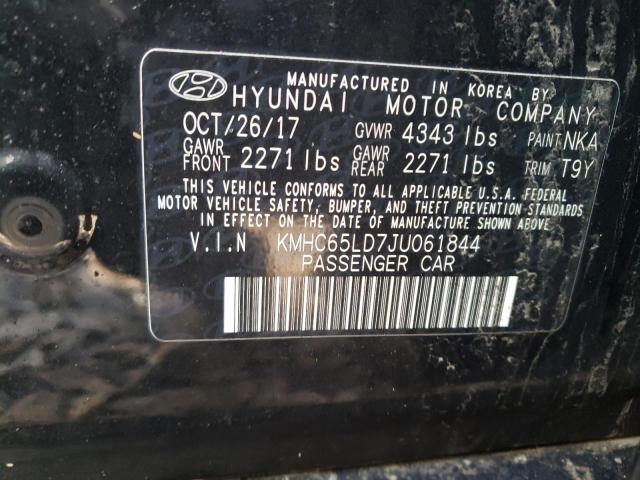 MANUFACTURED IN KOREA BY
HYUNDAI MOTOR COMPANY
OCT/26/17 GVWR 4343 lbs PAINT NKA
GAWR FRONT 2271 lbs GAWR REAR 2271 lbs TRIM T9Y
THIS VEHICLE CONFORMS TO ALL APPLICABLE U.S.A. FEDERAL
MOTOR VEHICLE SAFETY, BUMPER, AND THEFT PREVENTION STANDARDS
IN EFFECT ON THE DATE OF MANUFACTURE SHOWN ABOVE.
V.I.N KMHC65LD7JU061844
PASSENGER CAR